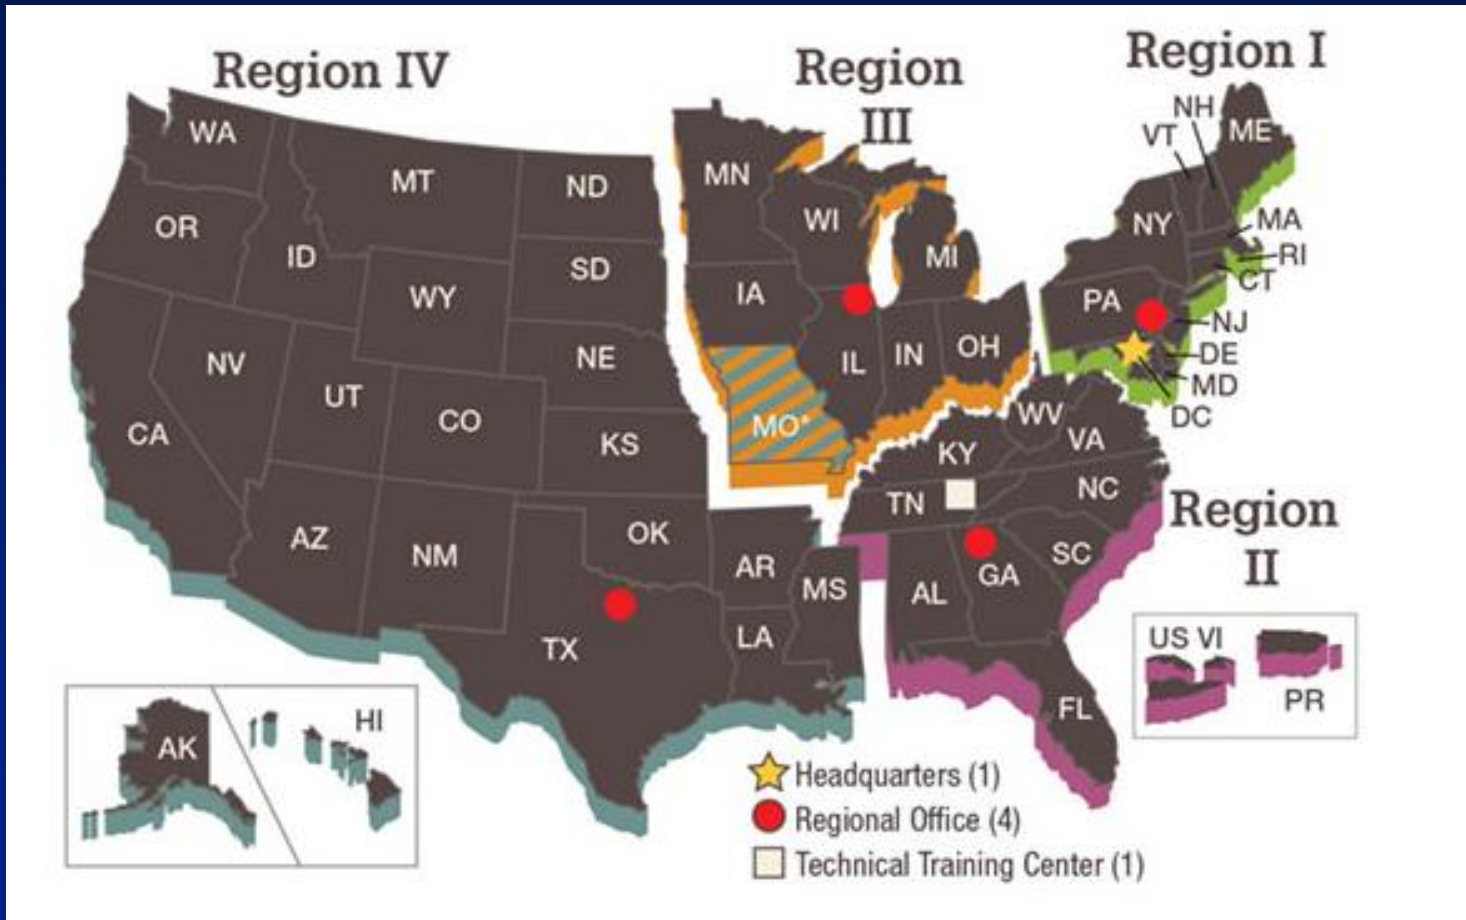 Region IV
Region
III
Region I
WA
MT
ND
OR
ID
SD
WY
NV
NE
UT
CA
CO
KS
AZ
NM
OK
TX
AR
LA
MS
MN
WI
MI
IA
IL
IN
OH
MO*
NH
VT
ME
NY
MA
RI
CT
PA
NJ
DE
MD
DC
WV
VA
KY
TN
NC
SC
GA
AL
FL
Region
II
US VI
PR
AK
HI
Headquarters (1)
Regional Office (4)
Technical Training Center (1)